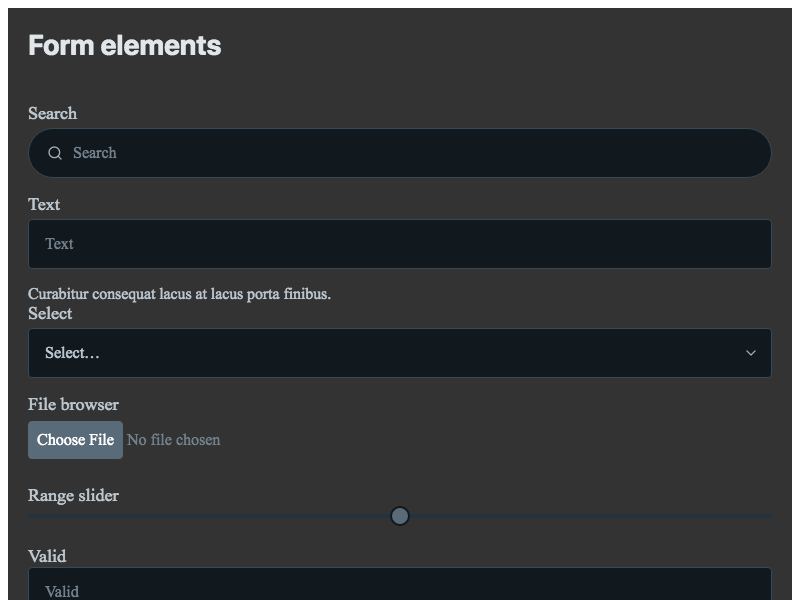 Form elements
Search
Search
Text
Text
Curabitur consequat lacus at lacus porta finibus.
Select
Select…
File browser
Choose File No file chosen
Range slider
Valid
Valid